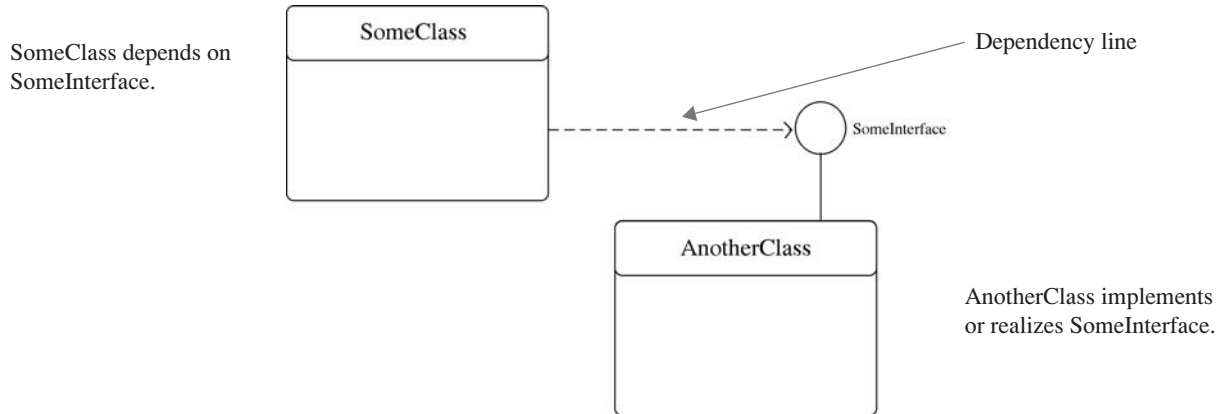 SomeClass
SomeClass depends on
SomeInterface.
Dependency line
SomeInterface
AnotherClass
AnotherClass implements
or realizes SomeInterface.